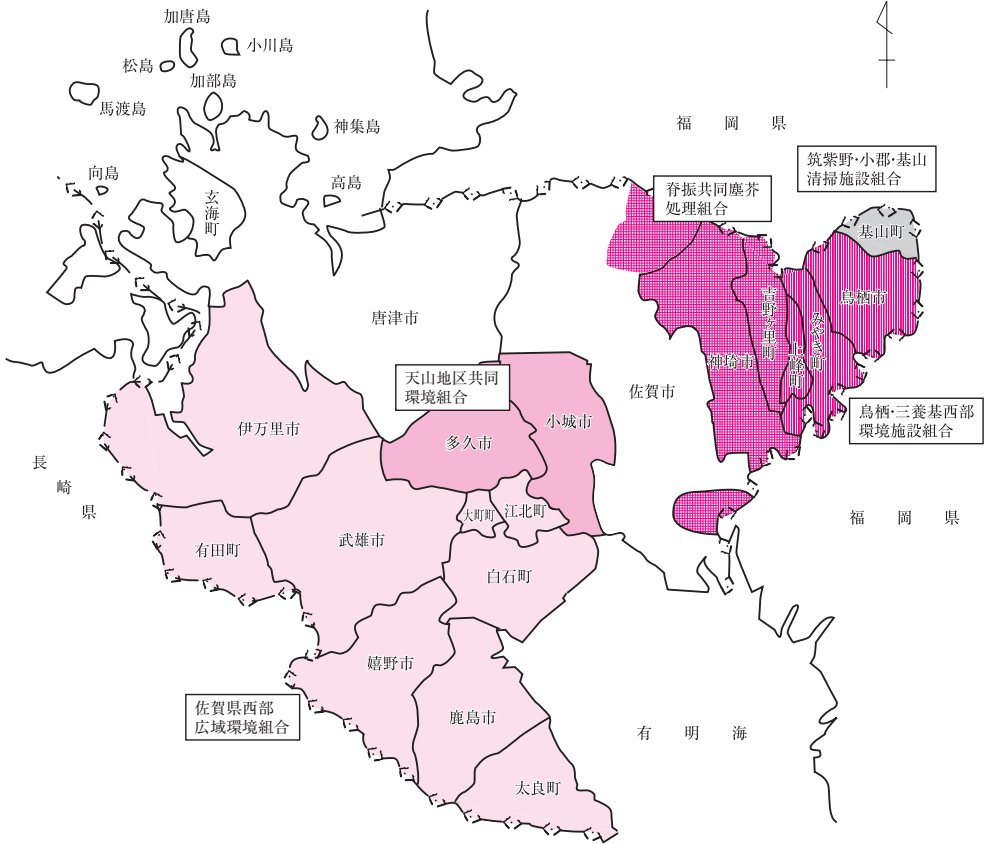 加唐島
小川島
松島
加部島
馬渡島
神集島
向島
高島
玄海町
福岡県
筑紫野・小郡・基山
清掃施設組合
脊振共同塵芥
処理組合
基山町
鳥栖市
みやき町
吉野ヶ里町
上峰町
神埼市
唐津市
佐賀市
天山地区共同
環境組合
小城市
多久市
伊万里市
鳥栖・三養基西部
環境施設組合
長崎県
大町町
江北町
福岡県
武雄市
有田町
白石町
嬉野市
佐賀県西部
広域環境組合
鹿島市
有明海
太良町